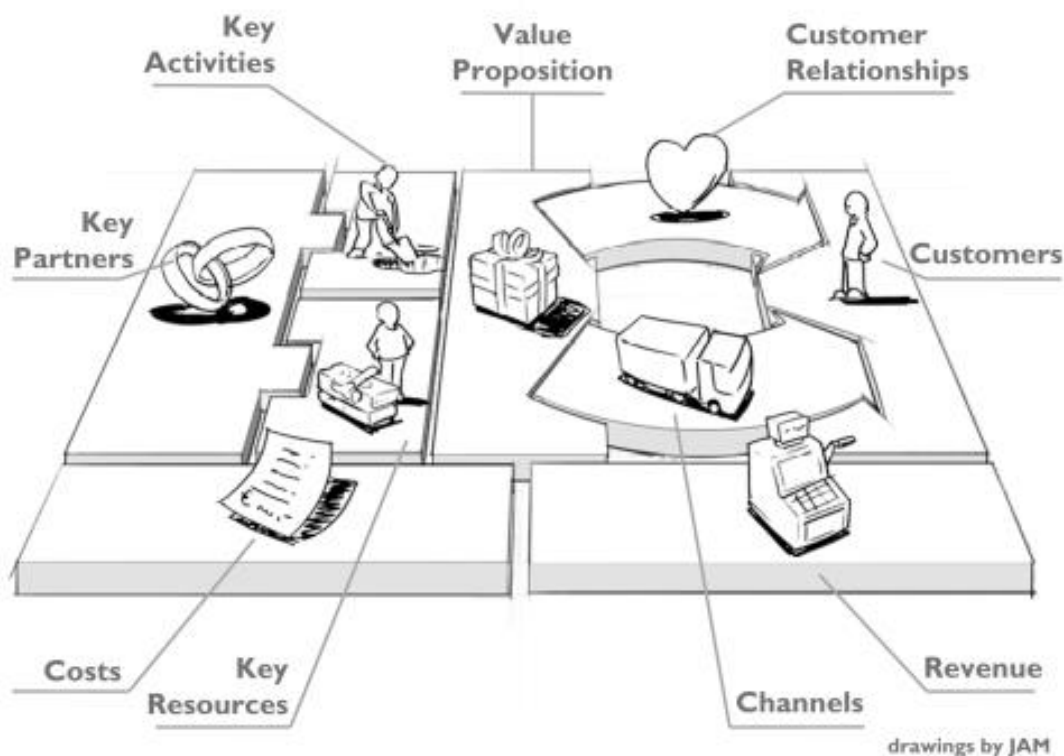 Key
Activities
Value
Proposition
Customer
Relationships
Key
Partners
Customers
Costs
Key
Resources
Channels
Revenue
drawings by JAM